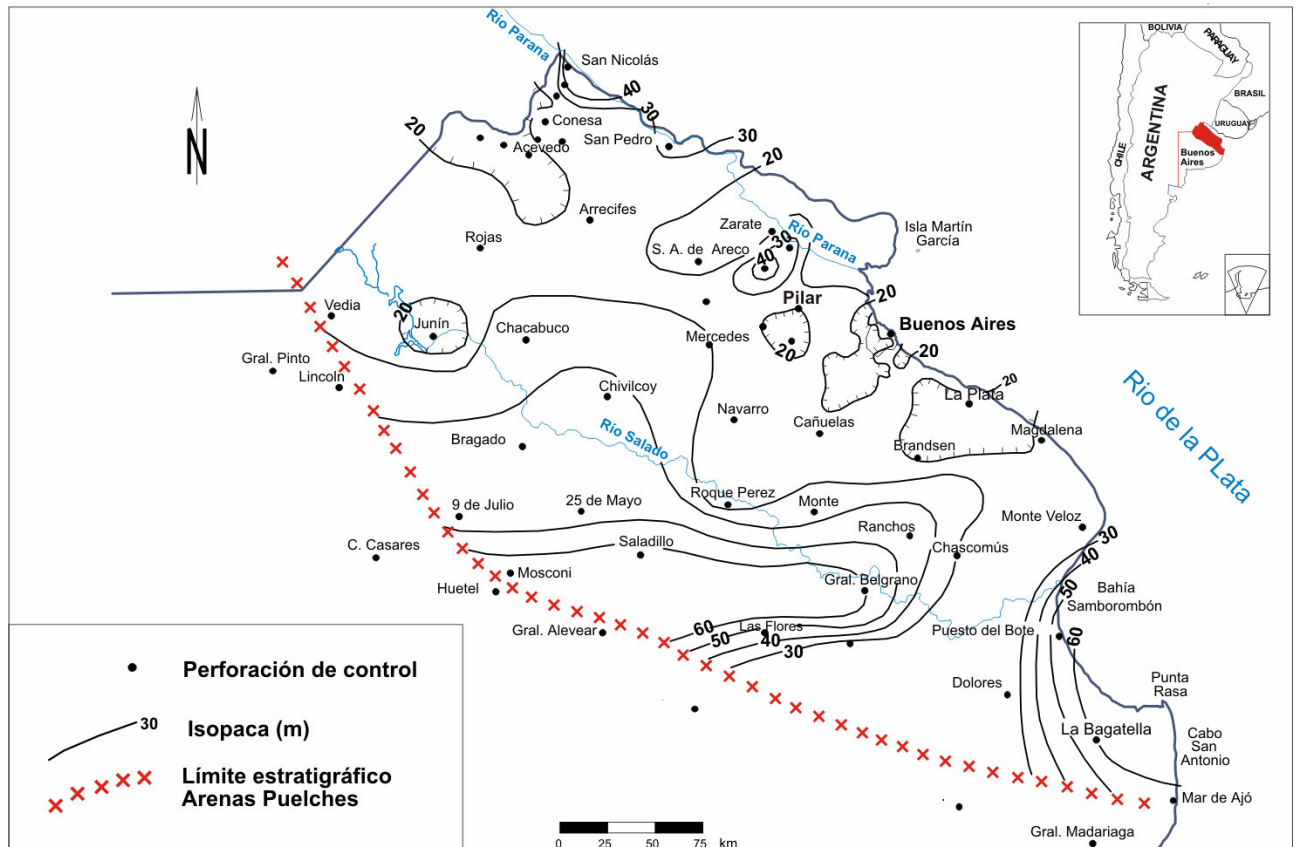 Río Parana
San Nicolás
40
30
30
20
20
Conesa
San Pedro
Acevedo
Arrecifes
Rojas
Zarate
S. A. de Areco
30
40
Río Parana
Isla Martín
García
20
Vedia
20
Junín
Chacabuco
Pilar
Buenos Aires
Mercedes
20
20
Gral. Pinto
Lincoln
Chivilcoy
Navarro
Cañuelas
La Plata
20
Magdalena
Brandsen
Bragado
Río Salado
Rio de la PLata
9 de Julio
25 de Mayo
Roque Perez
Monte
Ranchos
Monte Veloz
C. Casares
Saladillo
Chascomús
30
40
50
60
Bahía
Samborombón
Mosconi
Huetel
Gral. Belgrano
Gral. Alevear
60
50
40
30
Las Flores
Puesto del Bote
Dolores
Punta
Rasa
La Bagatella
Cabo
San
Antonio
Mar de Ajó
Gral. Madariaga
N
BOLIVIA
PARAGUAY
BRASIL
URUGUAY
CHILE
ARGENTINA
Buenos
Aires
Perforación de control
30
Isopaca (m)
Límite estratigráfico
Arenas Puelches
0 25 50 75 km